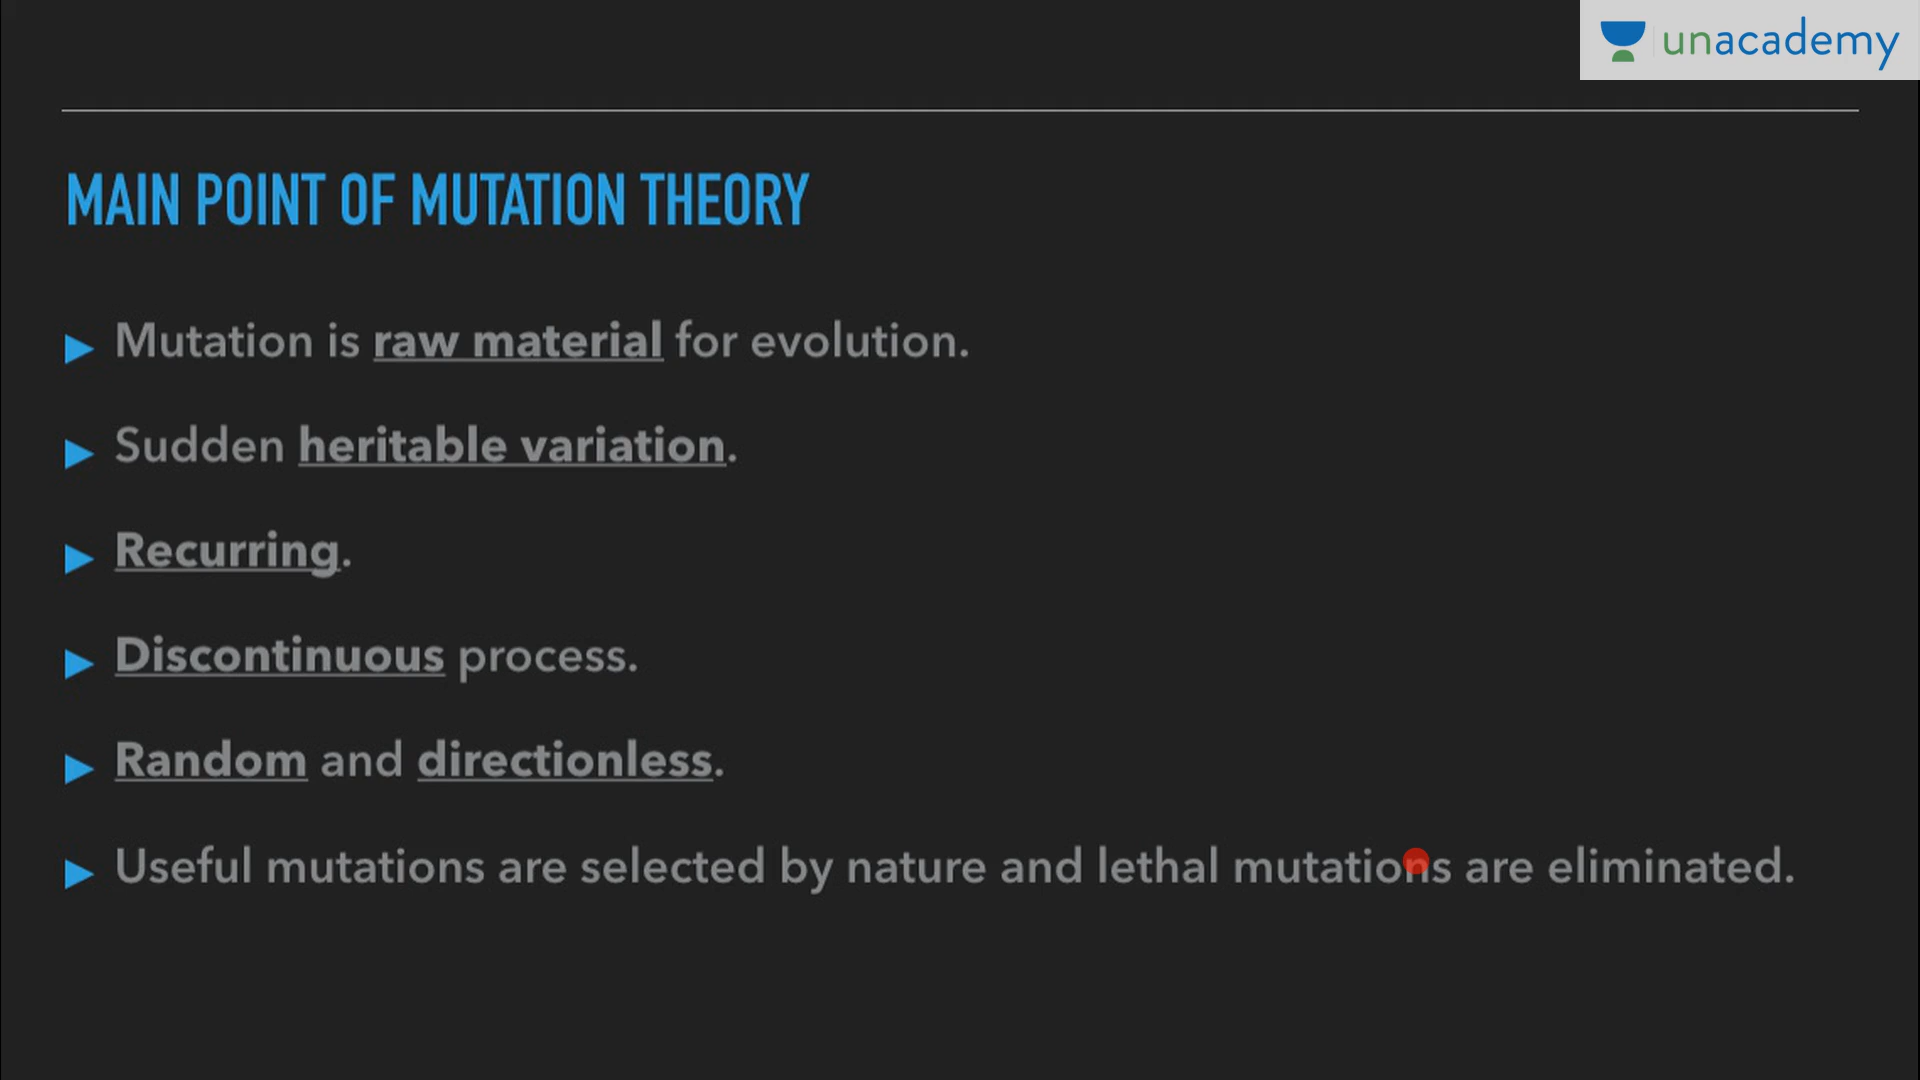 unacademy
MAIN POINT OF MUTATION THEORY
Mutation is raw material for evolution.
Sudden heritable variation.
Recurring.
Discontinuous process.
Random and directionless.
Useful mutations are selected by nature and lethal mutations are eliminated.